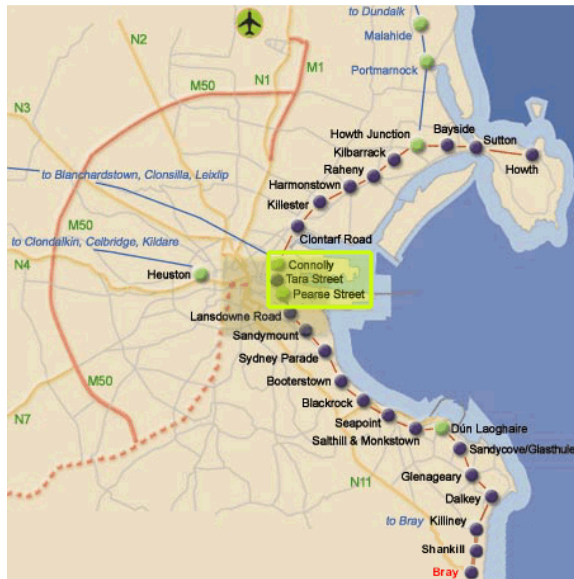 to Dundalk
Malahide
N2
M50
N1
M1
Portmarnock
N3
Howth Junction
Bayside
Sutton
Kilbarrack
Raheny
Howth
to Blanchardstown, Clonsilla, Leixlip
Harmonstown
Killester
M50
Clontarf Road
to Clondalkin, Celbridge, Kildare
N4
Heuston
Connolly
Tara Street
Pearse Street
Lansdowne Road
Sandymount
Sydney Parade
M50
Booterstown
Blackrock
N7
Seapoint
Dún Laoghaire
Salthill & Monkstown
Sandycove/Glasthule
Glenageary
N11
Dalkey
to Bray
Killiney
Shankill
Bray